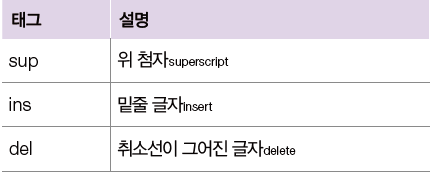 태그 설명
sup 위 첨자superscript
ins 밑줄 글자insert
del 취소선이 그어진 글자delete